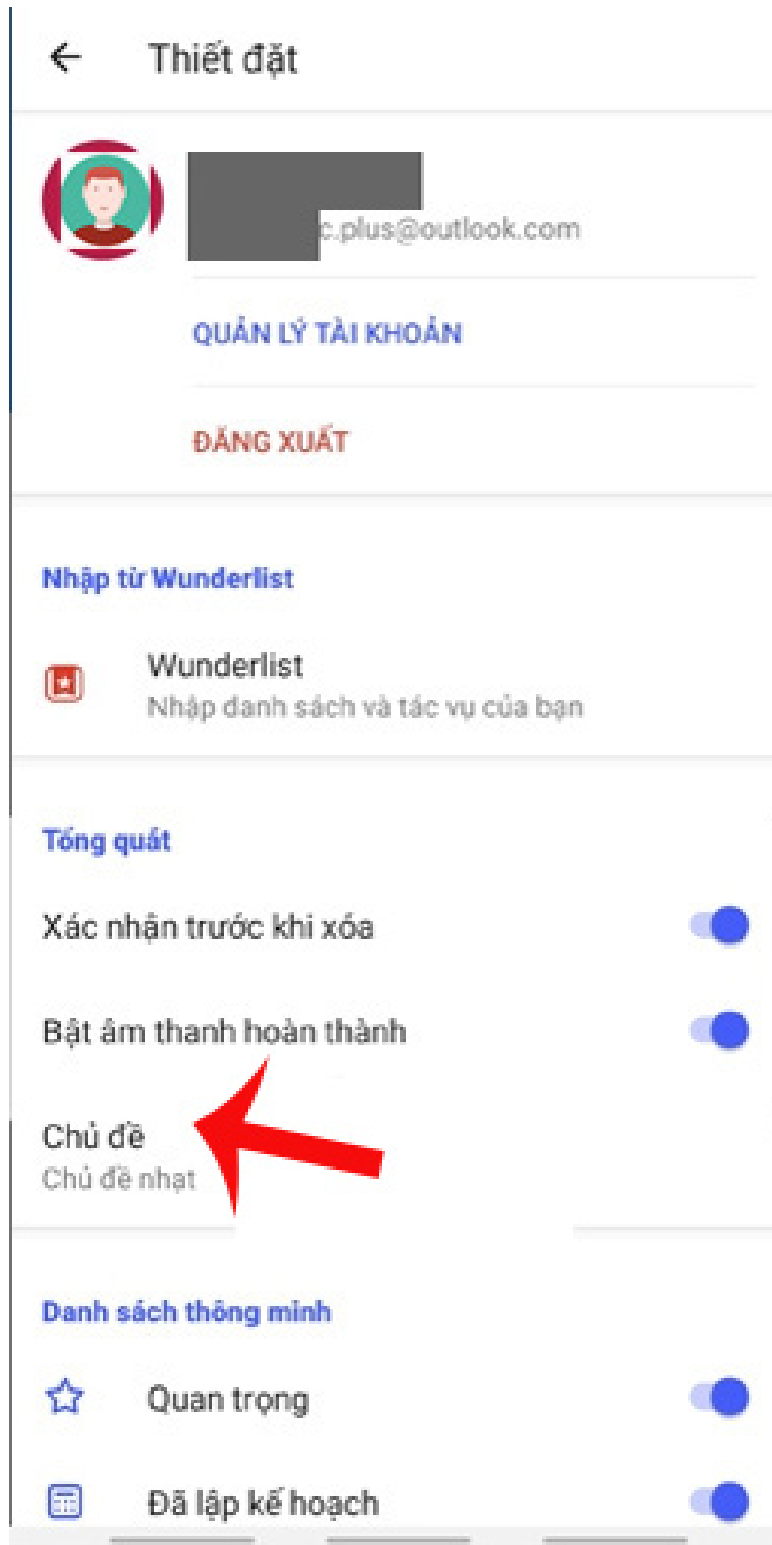 Thiết đặt
c.plus@outlook.com
QUẢN LÝ TÀI KHOẢN
ĐĂNG XUẤT
Nhập từ Wunderlist
Wunderlist
Nhập danh sách và tác vụ của bạn
Tổng quát
Xác nhận trước khi xóa
Bật âm thanh hoàn thành
Chủ đề
Chủ đề nhạt
Danh sách thông minh
Quan trọng
Đã lập kế hoạch